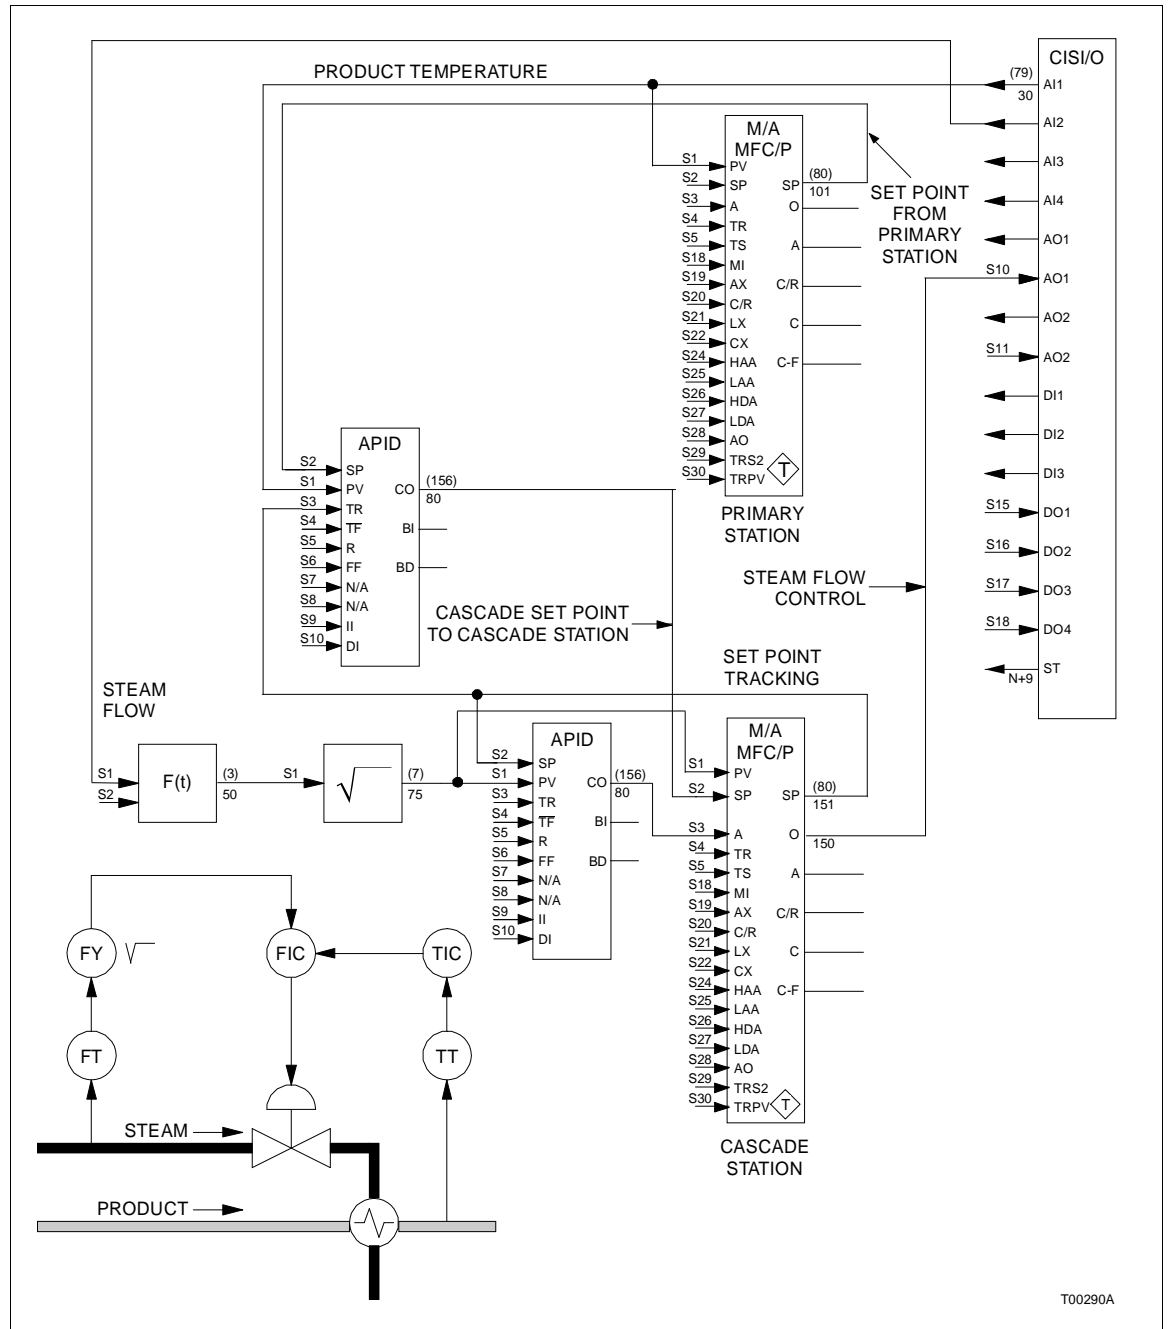 CISI/O
(79)
30
AI1
AI2
AI3
AI4
AO1
S10
AO1
AO2
S11
AO2
DI1
DI2
DI3
S15
DO1
S16
DO2
S17
DO3
S18
DO4
N+9
ST
PRODUCT TEMPERATURE
M/A
MFC/P
S1 PV
S2 SP
S3 A
S4 TR
S5 TS
S18 MI
S19 AX
S20 C/R
S21 LX
S22 CX
S24 HAA
S25 LAA
S26 HDA
S27 LDA
S28 AO
S29 TRS2
S30 TRPV
SP
(80)
101
O
A
C/R
C
C-F
T
PRIMARY
STATION
SET POINT
FROM
PRIMARY
STATION
APID
S2 SP
S1 PV
S3 TR
S4 TF
S5 R
S6 FF
S7 N/A
S8 N/A
S9 II
S10 DI
CO
(156)
80
BI
BD
CASCADE SET POINT
TO CASCADE STATION
STEAM FLOW
CONTROL
SET POINT
TRACKING
STEAM
FLOW
S1
S2
F(t)
(3)
50
S1
√
(7)
75
APID
S2 SP
S1 PV
S3 TR
S4 TF
S5 R
S6 FF
S7 N/A
S8 N/A
S9 II
S10 DI
CO
(156)
80
BI
BD
M/A
MFC/P
S1 PV
S2 SP
S3 A
S4 TR
S5 TS
S18 MI
S19 AX
S20 C/R
S21 LX
S22 CX
S24 HAA
S25 LAA
S26 HDA
S27 LDA
S28 AO
S29 TRS2
S30 TRPV
SP
(80)
151
O
150
A
C/R
C
C-F
T
CASCADE
STATION
FY √
FIC
TIC
FT
TT
STEAM
PRODUCT
T00290A